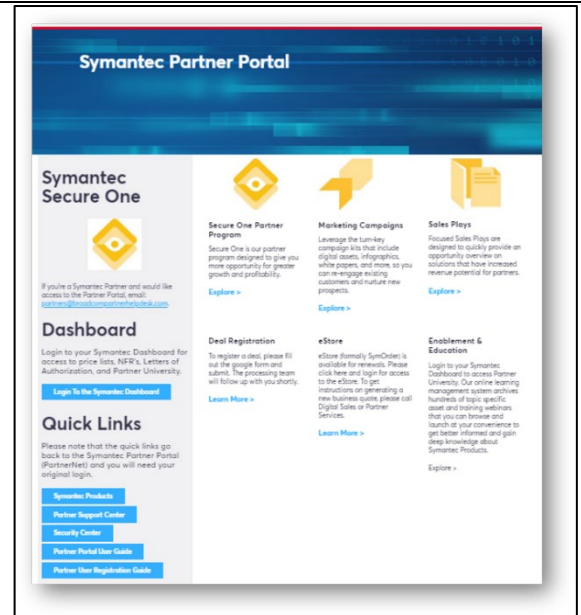 Symantec Partner Portal
Symantec
Secure One
If you're a Symantec Partner and would like
access to the Partner Portal, email:
partners@broadcompartnerhelpdesk.com.
Dashboard
Login to your Symantec Dashboard for
access to price lists, NFR's, Letters of
Authorization, and Partner University.
Login To the Symantec Dashboard
Quick Links
Please note that the quick links go
back to the Symantec Partner Portal
(PartnerNet) and you will need your
original login.
Symantec Products
Partner Support Center
Security Center
Partner Portal User Guide
Partner User Registration Guide
Secure One Partner
Program
Secure One is our partner
program designed to give you
more opportunity for greater
growth and profitability.
Explore >
Marketing Campaigns
Leverage the turn-key
campaign kits that include
digital assets, infographics,
white papers, and more, so you
can re-engage existing
customers and nurture new
prospects.
Explore >
Sales Plays
Focused Sales Plays are
designed to quickly provide an
opportunity overview on
solutions that have increased
revenue potential for partners.
Explore >
Deal Registration
To register a deal, please fill
out the google form and
submit. The processing team
will follow up with you shortly.
Learn More >
eStore
eStore (formally SymOrder) is
available for renewals. Please
click here and login for access
to the eStore. To get
instructions on generating a
new business quote, please call
Digital Sales or Partner
Services.
Learn More >
Enablement &
Education
Login to your Symantec
Dashboard to access Partner
University. Our online learning
management system archives
hundreds of topic specific
asset and training webinars
that you can browse and
launch at your convenience to
get better informed and gain
deep knowledge about
Symantec Products.
Explore >